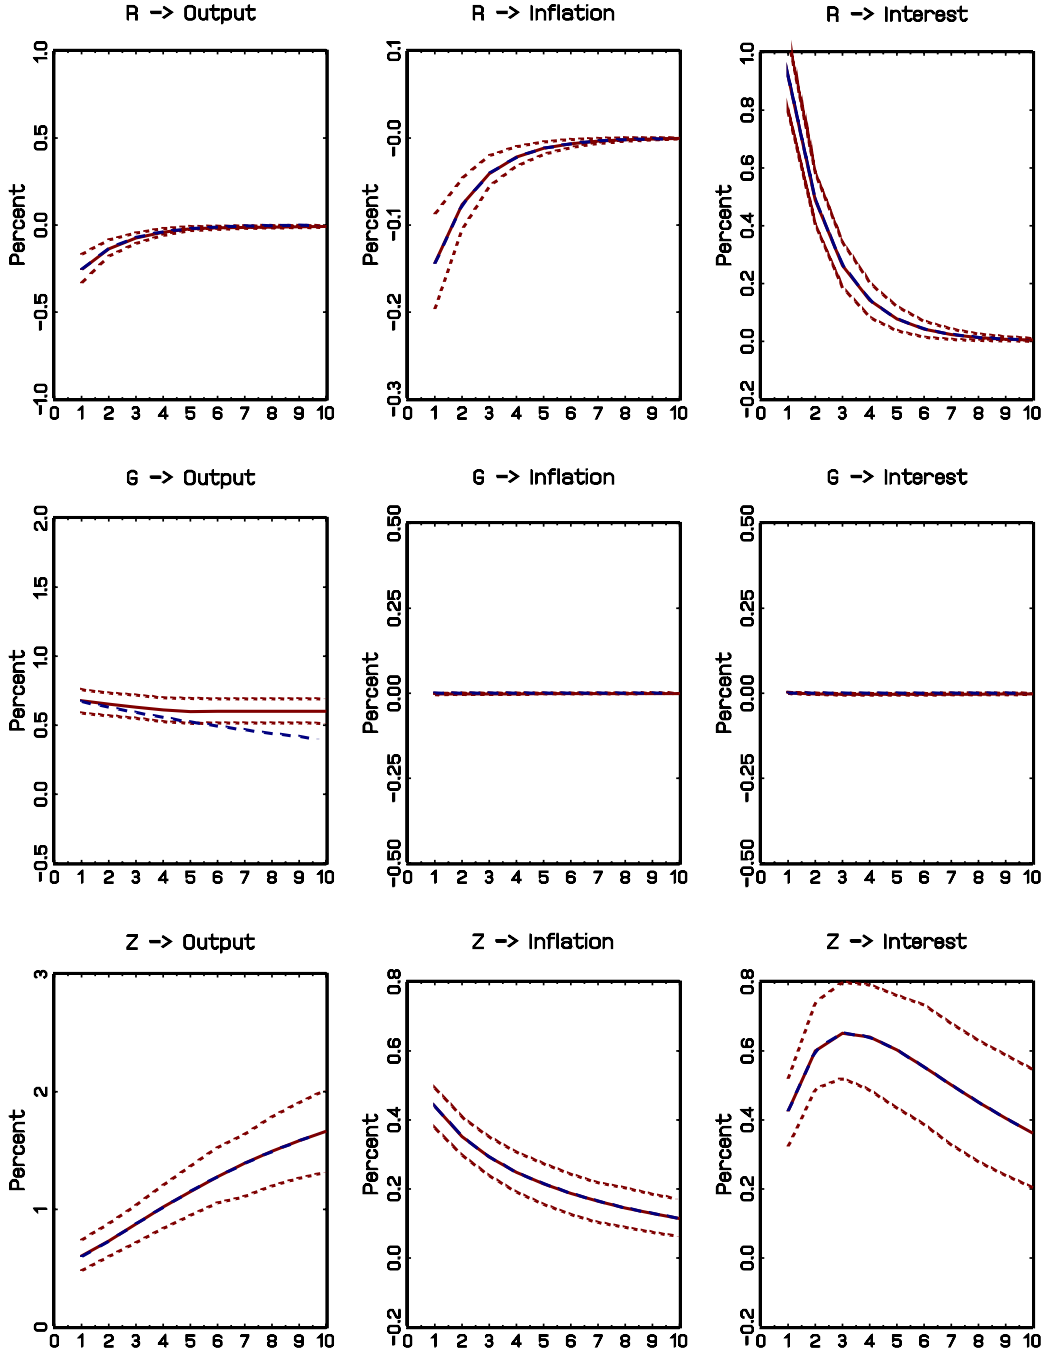 R -> Output
R -> Inflation
R -> Interest
Percent
1.0
0.5
0.0
-0.5
-1.0
0 1 2 3 4 5 6 7 8 9 10
Percent
0.1
-0.0
-0.1
-0.2
-0.3
0 1 2 3 4 5 6 7 8 9 10
Percent
1.0
0.8
0.6
0.4
0.2
0.0
-0.2
0 1 2 3 4 5 6 7 8 9 10
G -> Output
G -> Inflation
G -> Interest
Percent
2.0
1.5
1.0
0.5
0.0
-0.5
0 1 2 3 4 5 6 7 8 9 10
Percent
0.50
0.25
0.00
-0.25
-0.50
0 1 2 3 4 5 6 7 8 9 10
Percent
0.50
0.25
0.00
-0.25
-0.50
0 1 2 3 4 5 6 7 8 9 10
Z -> Output
Z -> Inflation
Z -> Interest
Percent
3
2
1
0
0 1 2 3 4 5 6 7 8 9 10
Percent
0.8
0.6
0.4
0.2
0.0
-0.2
0 1 2 3 4 5 6 7 8 9 10
Percent
0.8
0.6
0.4
0.2
0.0
-0.2
0 1 2 3 4 5 6 7 8 9 10